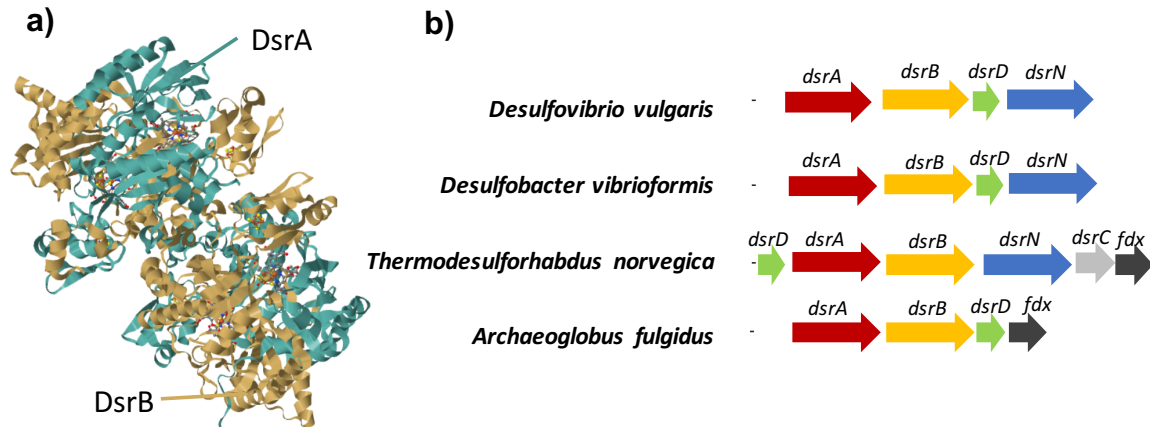 a)
DsrA
DsrB
b)
dsrA dsrB dsrD dsrN
Desulfovibrio vulgaris -
dsrA dsrB dsrD dsrN
Desulfobacter vibrioformis -
dsrD dsrA dsrB dsrN dsrC fdx
Thermodesulforhabdus norvegica -
dsrA dsrB dsrD fdx
Archaeoglobus fulgidus -